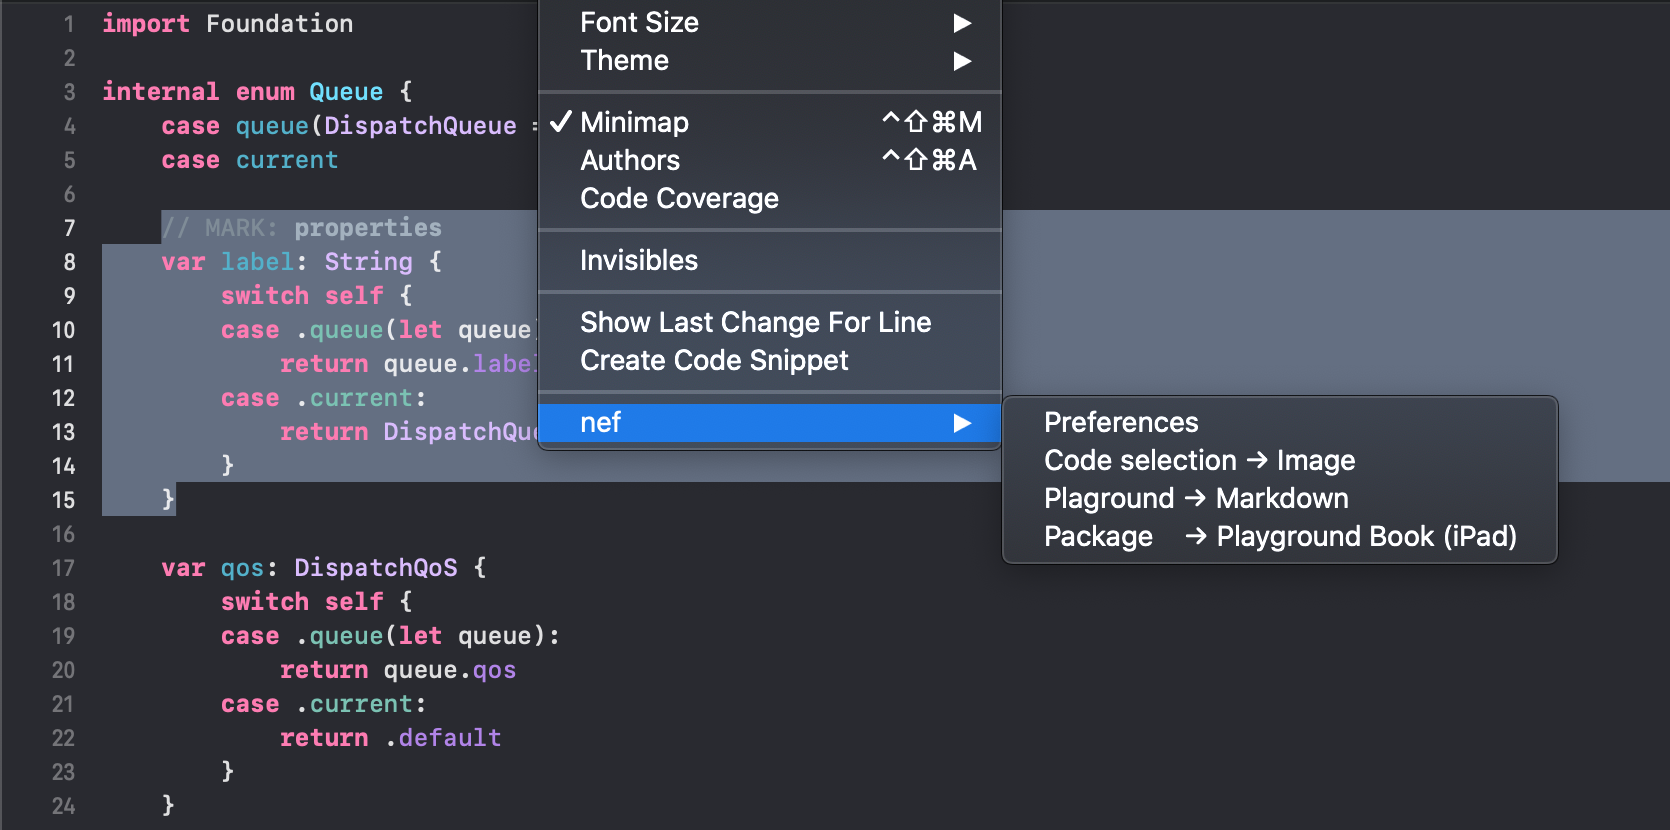 1 import Foundation
2
3 internal enum Queue {
4 case queue(DispatchQueue =
5 case current
6
7 // MARK: properties
8 var label: String {
9 switch self {
10 case .queue(let queue)
11 return queue.label
12 case .current:
13 return DispatchQue
14 }
15 }
16
17 var qos: DispatchQoS {
18 switch self {
19 case .queue(let queue):
20 return queue.qos
21 case .current:
22 return .default
23 }
24 }
Font Size ▶
Theme ▶
✓ Minimap ^⇧⌘M
Authors ^⇧⌘A
Code Coverage
Invisibles
Show Last Change For Line
Create Code Snippet
nef ▶
Preferences
Code selection → Image
Plaground → Markdown
Package → Playground Book (iPad)